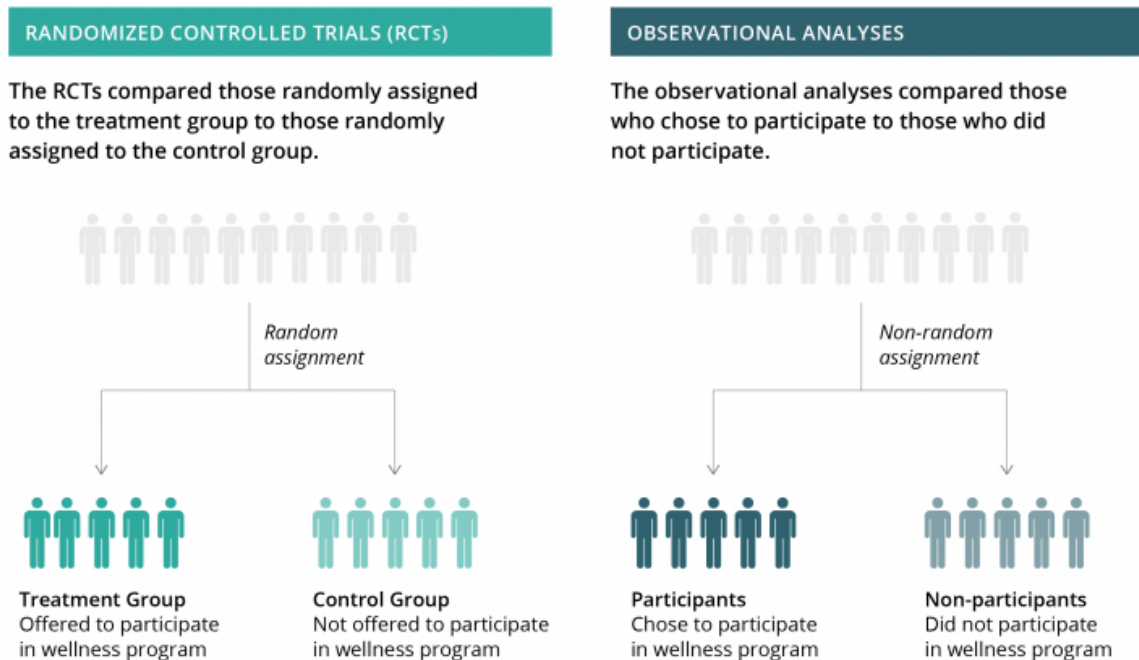 RANDOMIZED CONTROLLED TRIALS (RCTs)
The RCTs compared those randomly assigned
to the treatment group to those randomly
assigned to the control group.
Random
assignment
Treatment Group
Offered to participate
in wellness program
Control Group
Not offered to participate
in wellness program
OBSERVATIONAL ANALYSES
The observational analyses compared those
who chose to participate to those who did
not participate.
Non-random
assignment
Participants
Chose to participate
in wellness program
Non-participants
Did not participate
in wellness program